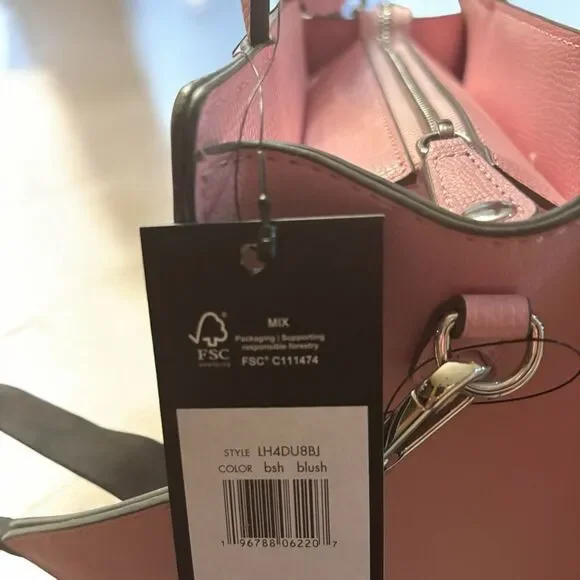 MIX
Packaging | Supporting
responsible forestry
FSC® C111474
FSC
STYLE LH4DU8BJ
COLOR bsh blush
1 96788 06220 7